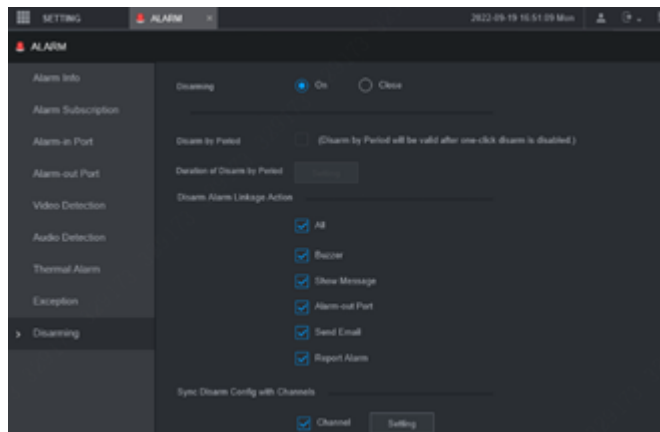 SETTING
ALARM
2022-09-19 16:51:09 Mon
ALARM
Alarm Info
Alarm Subscription
Alarm-in Port
Alarm-out Port
Video Detection
Audio Detection
Thermal Alarm
Exception
Disarming
Disarming On Close
Disarm by Period (Disarm by Period will be valid after one-click disarm is disabled.)
Duration of Disarm by Period
Disarm Alarm Linkage Action
All
Buzzer
Show Message
Alarm-out Port
Send Email
Report Alarm
Sync Disarm Config with Channels
Channel Setting